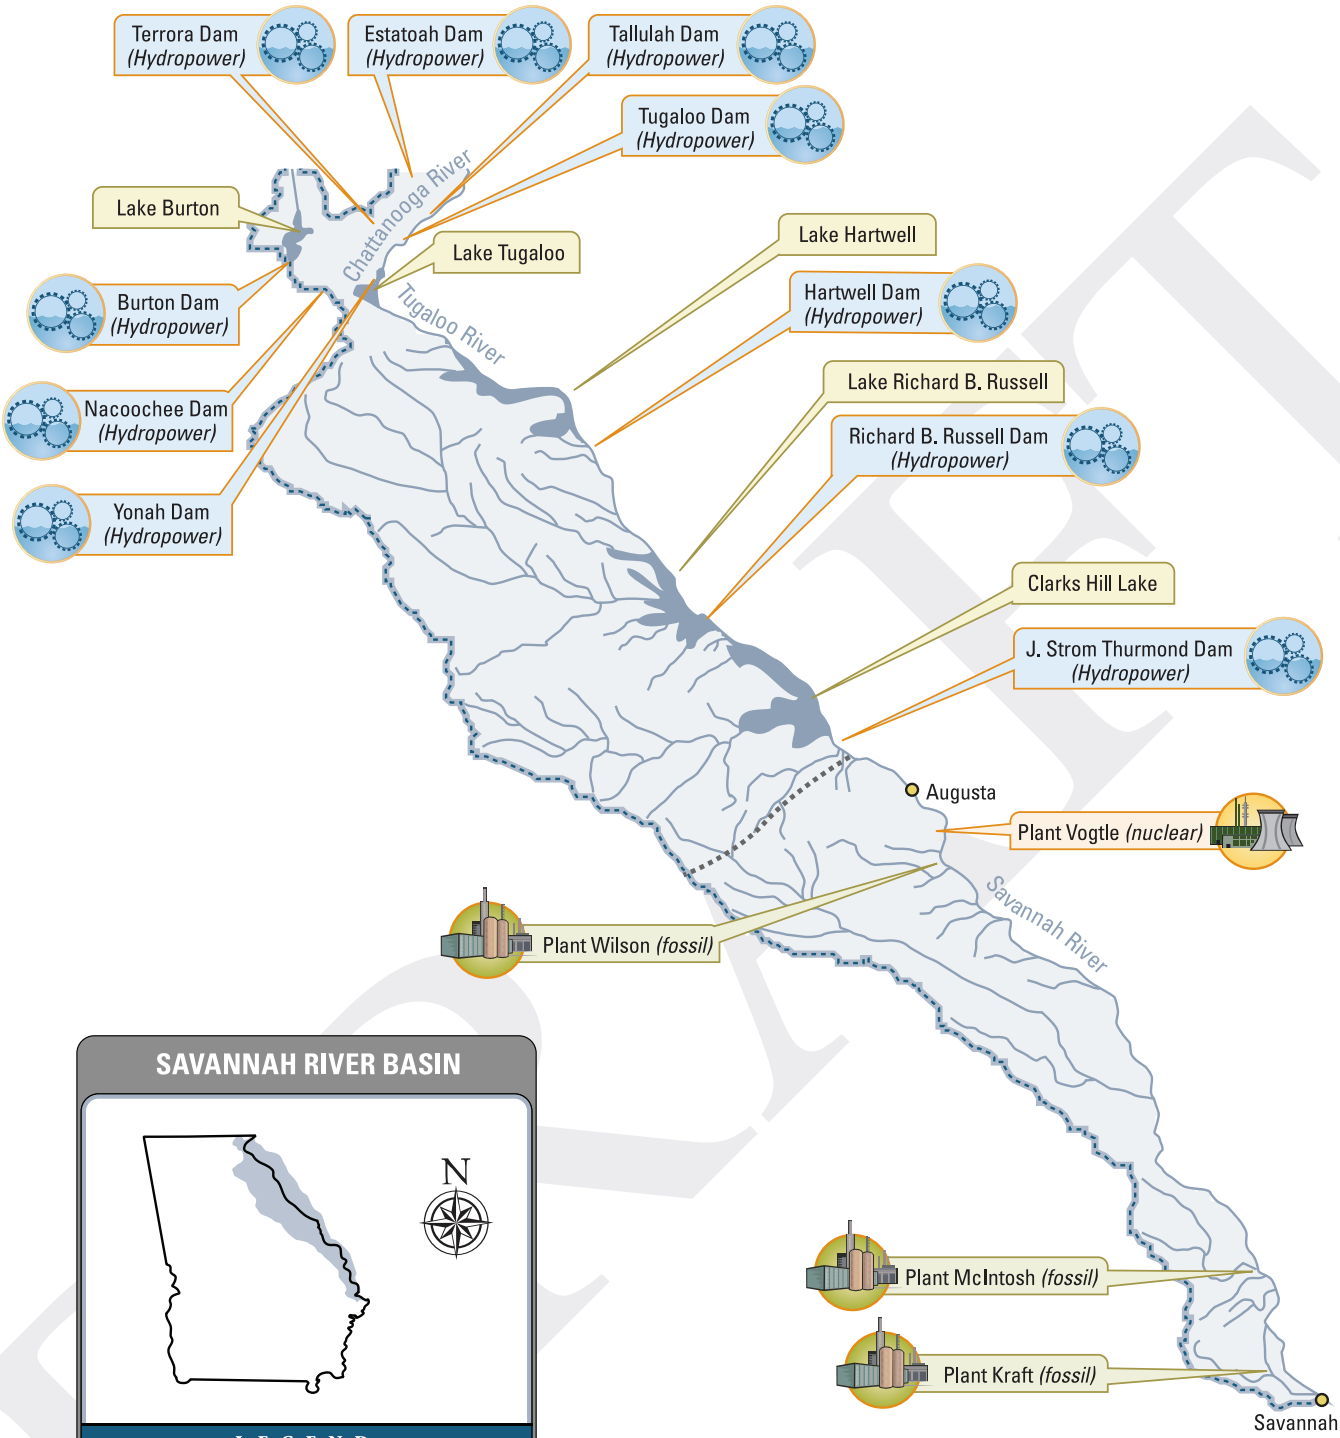 Terrora Dam
(Hydropower)
Estatoah Dam
(Hydropower)
Tallulah Dam
(Hydropower)
Tugaloo Dam
(Hydropower)
Chattanooga River
Lake Burton
Lake Tugaloo
Lake Hartwell
Burton Dam
(Hydropower)
Tugaloo River
Hartwell Dam
(Hydropower)
Nacoochee Dam
(Hydropower)
Lake Richard B. Russell
Richard B. Russell Dam
(Hydropower)
Yonah Dam
(Hydropower)
Clarks Hill Lake
J. Strom Thurmond Dam
(Hydropower)
Augusta
Plant Vogtle (nuclear)
Savannah River
Plant Wilson (fossil)
SAVANNAH RIVER BASIN
N
Plant McIntosh (fossil)
Plant Kraft (fossil)
Savannah
LEGEND
DRAFT